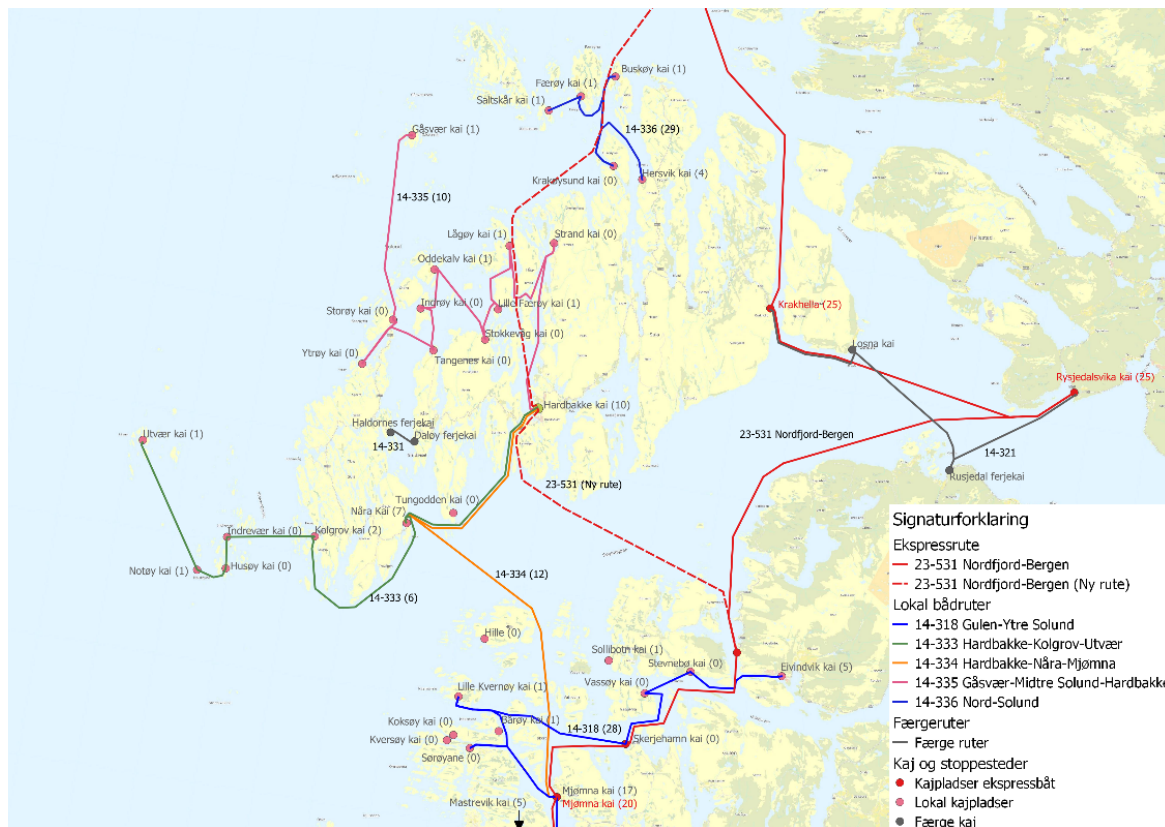 Buskøy kai (1)
Færøy kai (1)
Saltskår kai (1)
14-336 (29)
Gåsvær kai (1)
Krakøysund kai (0)
Hersvik kai (4)
14-335 (10)
Lågøy kai (1)
Strand kai (0)
Oddekalv kai (1)
Ingrøy kai (0)
Lille Færøy kai (1)
Krakhella (25)
Storøy kai (0)
Stokkevåg kai (0)
Losna kai
Ytrøy kai (0)
Tangenes kai (0)
Rysjedalsvika kai (25)
Hardbakke kai (10)
Haldornes ferjekai
Daløy ferjekai
Utvær kai (1)
14-331
23-531 Nordfjord-Bergen
14-321
Rusjedal ferjekai
23-531 (Ny rute)
Tungodden kai (0)
Nåra Kai (7)
Indrevær kai (0)
Kolgrov kai (2)
Notøy kai (1)
Husøy kai (0)
14-334 (12)
14-333 (6)
Hille (0)
Sollibotn kai (1)
Stevnebø kai (0)
Eivindvik kai (5)
Vassøy kai (0)
Lille Kvernøy kai (1)
Koksøy kai (0)
Bårøy kai (1)
14-318 (28)
Kversøy kai (0)
Skerjehamn kai (0)
Sørøyane (0)
Mjømna kai (17)
Mastrevik kai (5)
Mjømna kai (20)
Signaturforklaring
Ekspressrute
23-531 Nordfjord-Bergen
23-531 Nordfjord-Bergen (Ny rute)
Lokal bådruter
14-318 Gulen-Ytre Solund
14-333 Hardbakke-Kolgrov-Utvær
14-334 Hardbakke-Nåra-Mjømna
14-335 Gåsvær-Midtre Solund-Hardbakke
14-336 Nord-Solund
Færgeruter
Færge ruter
Kaj og stoppesteder
Kajpladser ekspressbåt
Lokal kajpladser
Færge kaj